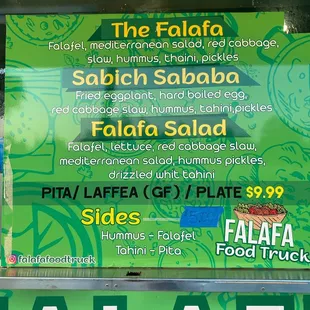 The Falafa
Falafel, mediterranean salad, red cabbage,
slaw, hummus, thaini, pickles
Sabich Sababa
Fried eggplant, hard boiled egg,
red cabbage slaw, hummus, tahini,pickles
Falafa Salad
Falafel, lettuce, red cabbage slaw,
mediterranean salad, hummus pickles,
drizzled whit tahini
PITA/ LAFFEA (GF) / PLATE $9.99
Sides
Hummus - Falafel
Tahini - Pita
FALAFA
Food Truck
falafafoodtruck